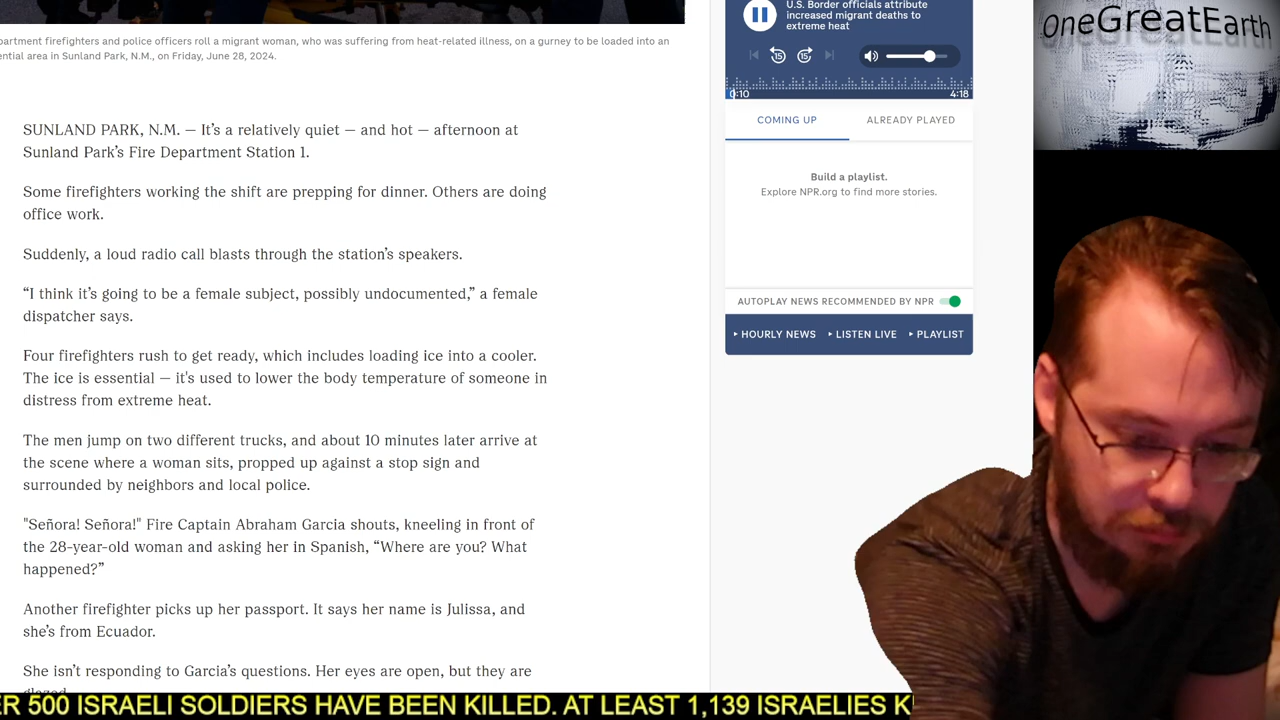 partment firefighters and police officers roll a migrant woman, who was suffering from heat-related illness, on a gurney to be loaded into an
ential area in Sunland Park, N.M., on Friday, June 28, 2024.
SUNLAND PARK, N.M. — It’s a relatively quiet — and hot — afternoon at
Sunland Park’s Fire Department Station 1.
Some firefighters working the shift are prepping for dinner. Others are doing
office work.
Suddenly, a loud radio call blasts through the station’s speakers.
“I think it’s going to be a female subject, possibly undocumented,” a female
dispatcher says.
Four firefighters rush to get ready, which includes loading ice into a cooler.
The ice is essential — it's used to lower the body temperature of someone in
distress from extreme heat.
The men jump on two different trucks, and about 10 minutes later arrive at
the scene where a woman sits, propped up against a stop sign and
surrounded by neighbors and local police.
"Señora! Señora!" Fire Captain Abraham Garcia shouts, kneeling in front of
the 28-year-old woman and asking her in Spanish, “Where are you? What
happened?”
Another firefighter picks up her passport. It says her name is Julissa, and
she’s from Ecuador.
She isn’t responding to Garcia’s questions. Her eyes are open, but they are
glazed.
U.S. Border officials attribute
increased migrant deaths to
extreme heat
15
15
0:10
4:18
COMING UP
ALREADY PLAYED
Build a playlist.
Explore NPR.org to find more stories.
AUTOPLAY NEWS RECOMMENDED BY NPR
HOURLY NEWS
LISTEN LIVE
PLAYLIST
OneGreatEarth
ER 500 ISRAELI SOLDIERS HAVE BEEN KILLED. AT LEAST 1,139 ISRAELIES K